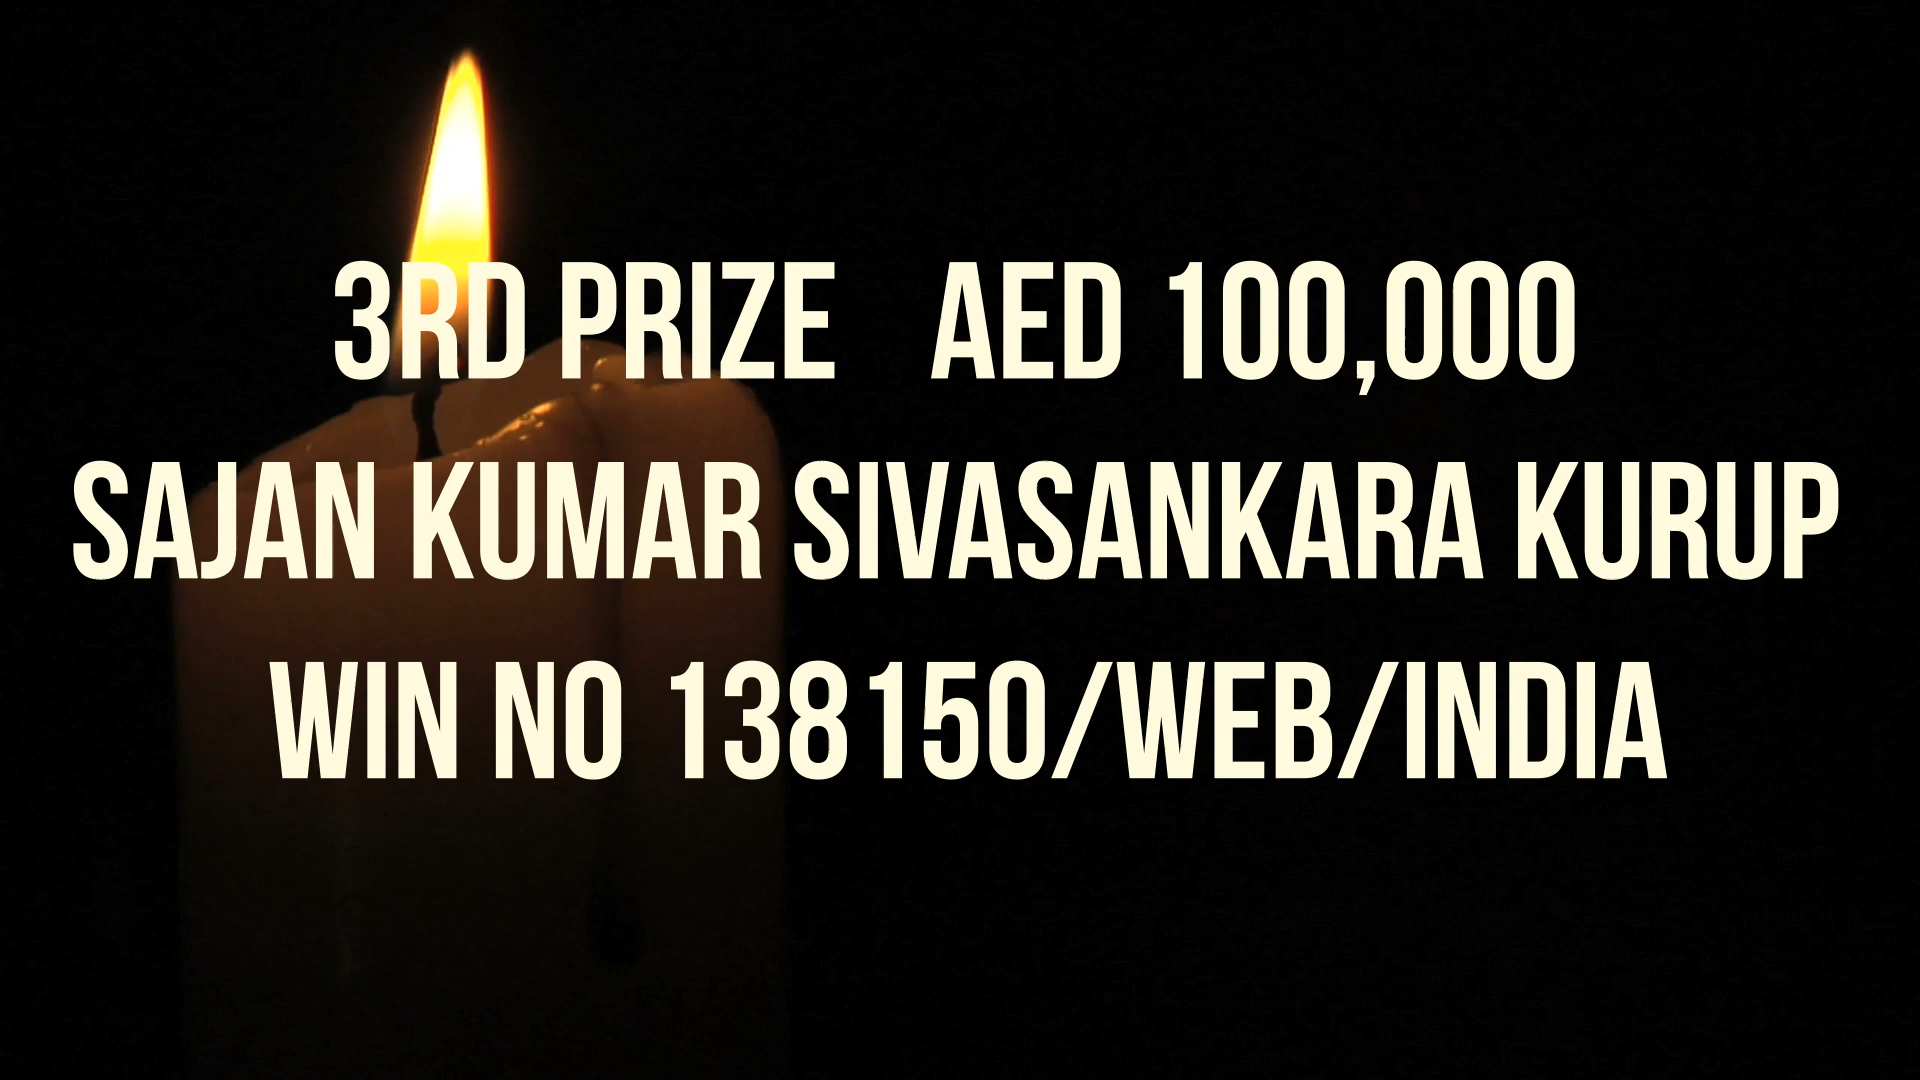 3RD PRIZE AED 100,000
SAJAN KUMAR SIVASANKARA KURUP
WIN NO 138150/WEB/INDIA